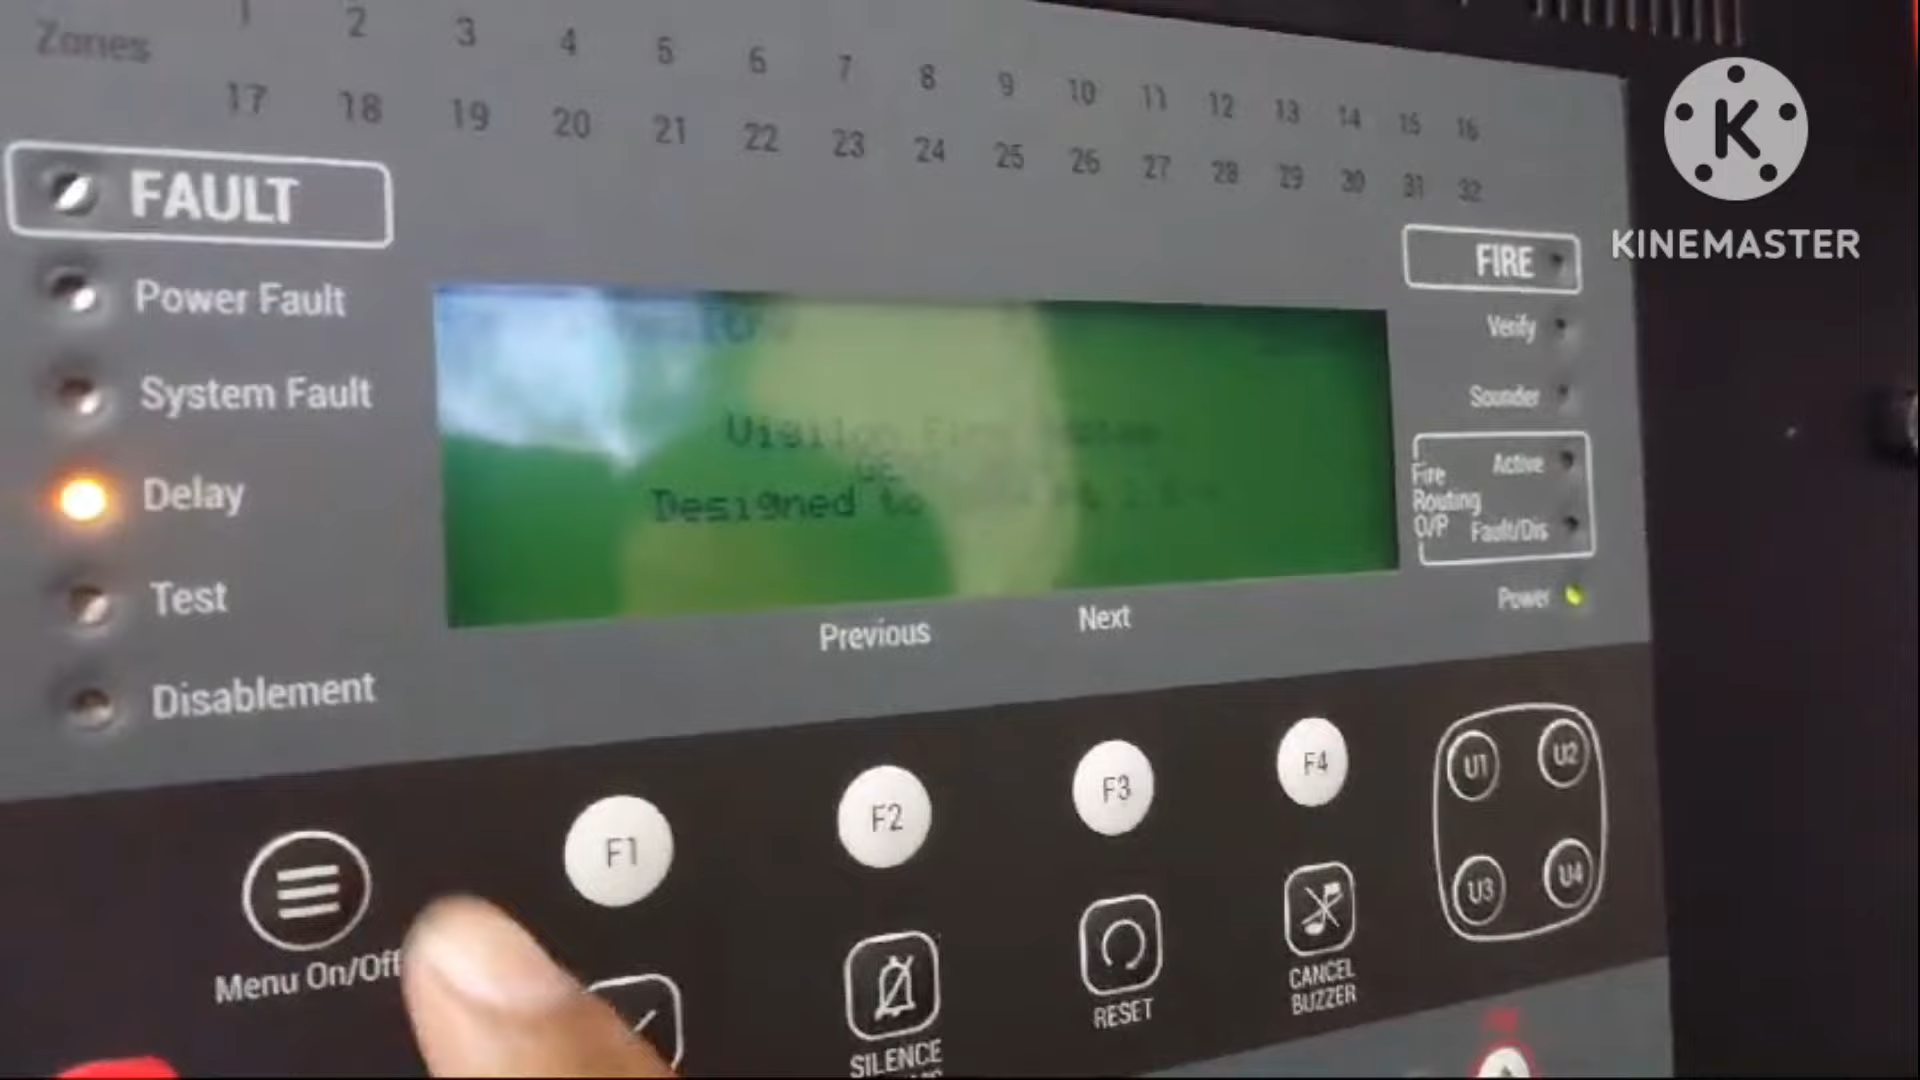 Zones 1 2 3 4 5 6 7 8 9 10 11 12 13 14 15 16
17 18 19 20 21 22 23 24 25 26 27 28 29 30 31 32
K
KINEMASTER
FAULT
Power Fault
System Fault
Delay
Test
Disablement
Designed to
Previous Next
FIRE
Verify
Sounder
Fire Routing O/P
Active
Fault/Dis
Power
F1 F2 F3 F4
U1 U2
U3 U4
Menu On/Off
SILENCE
RESET
CANCEL
BUZZER